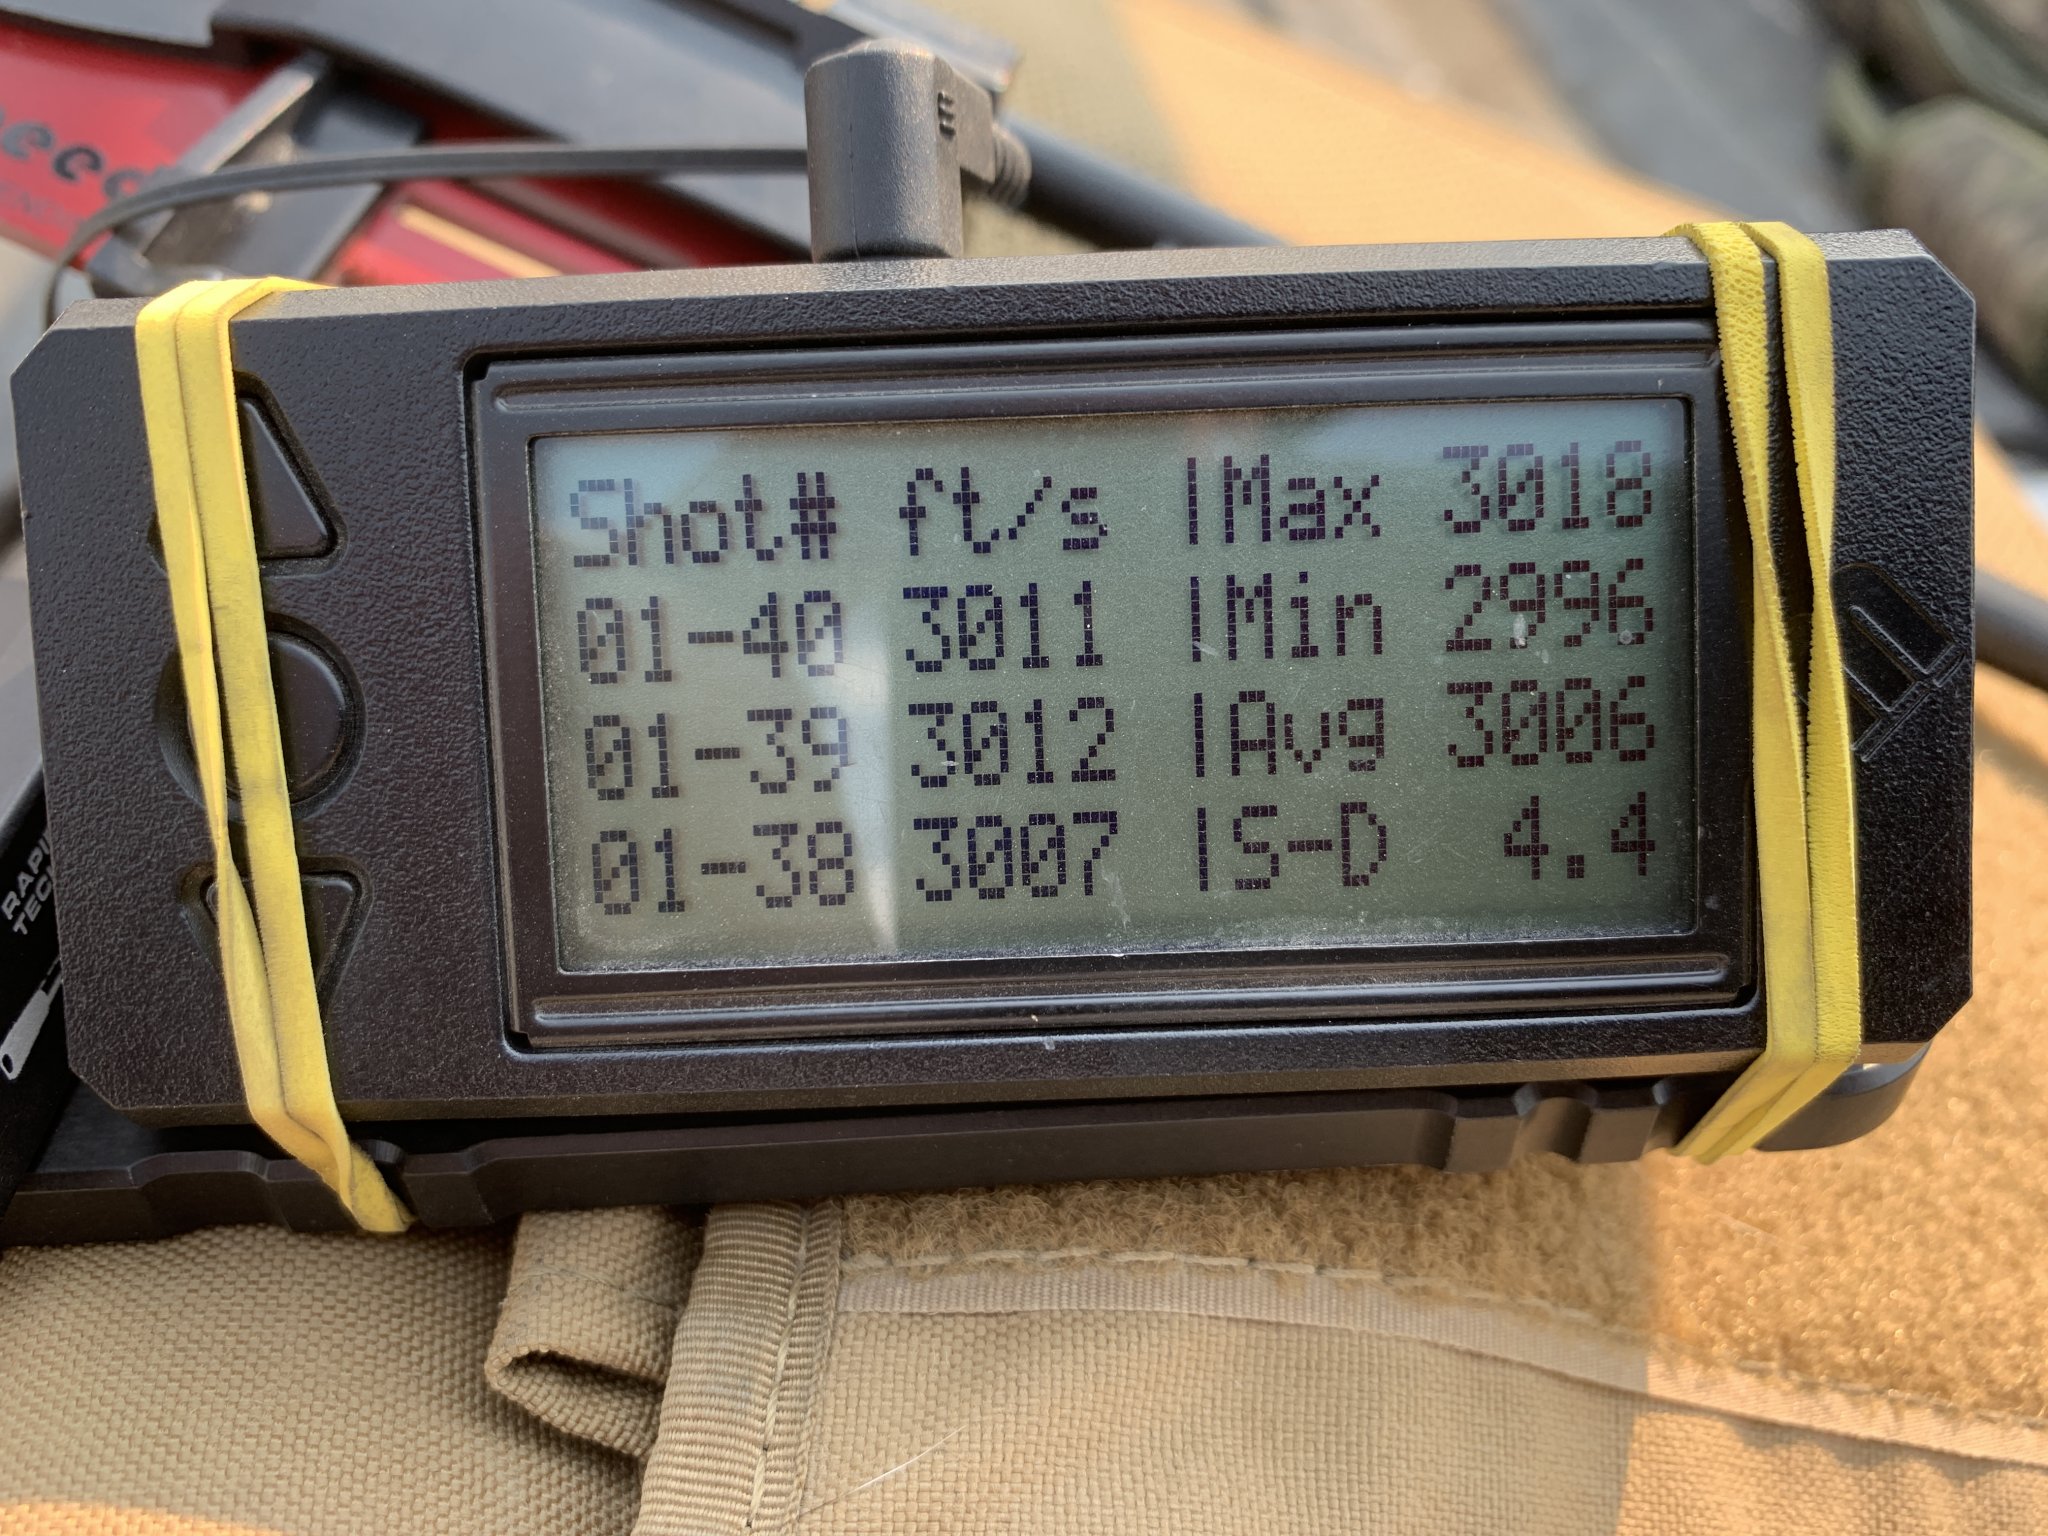 Shot# ft/s |Max 3018
01-40 3011 |Min 2996
01-39 3012 |Avg 3006
01-38 3007 |S-D 4.4